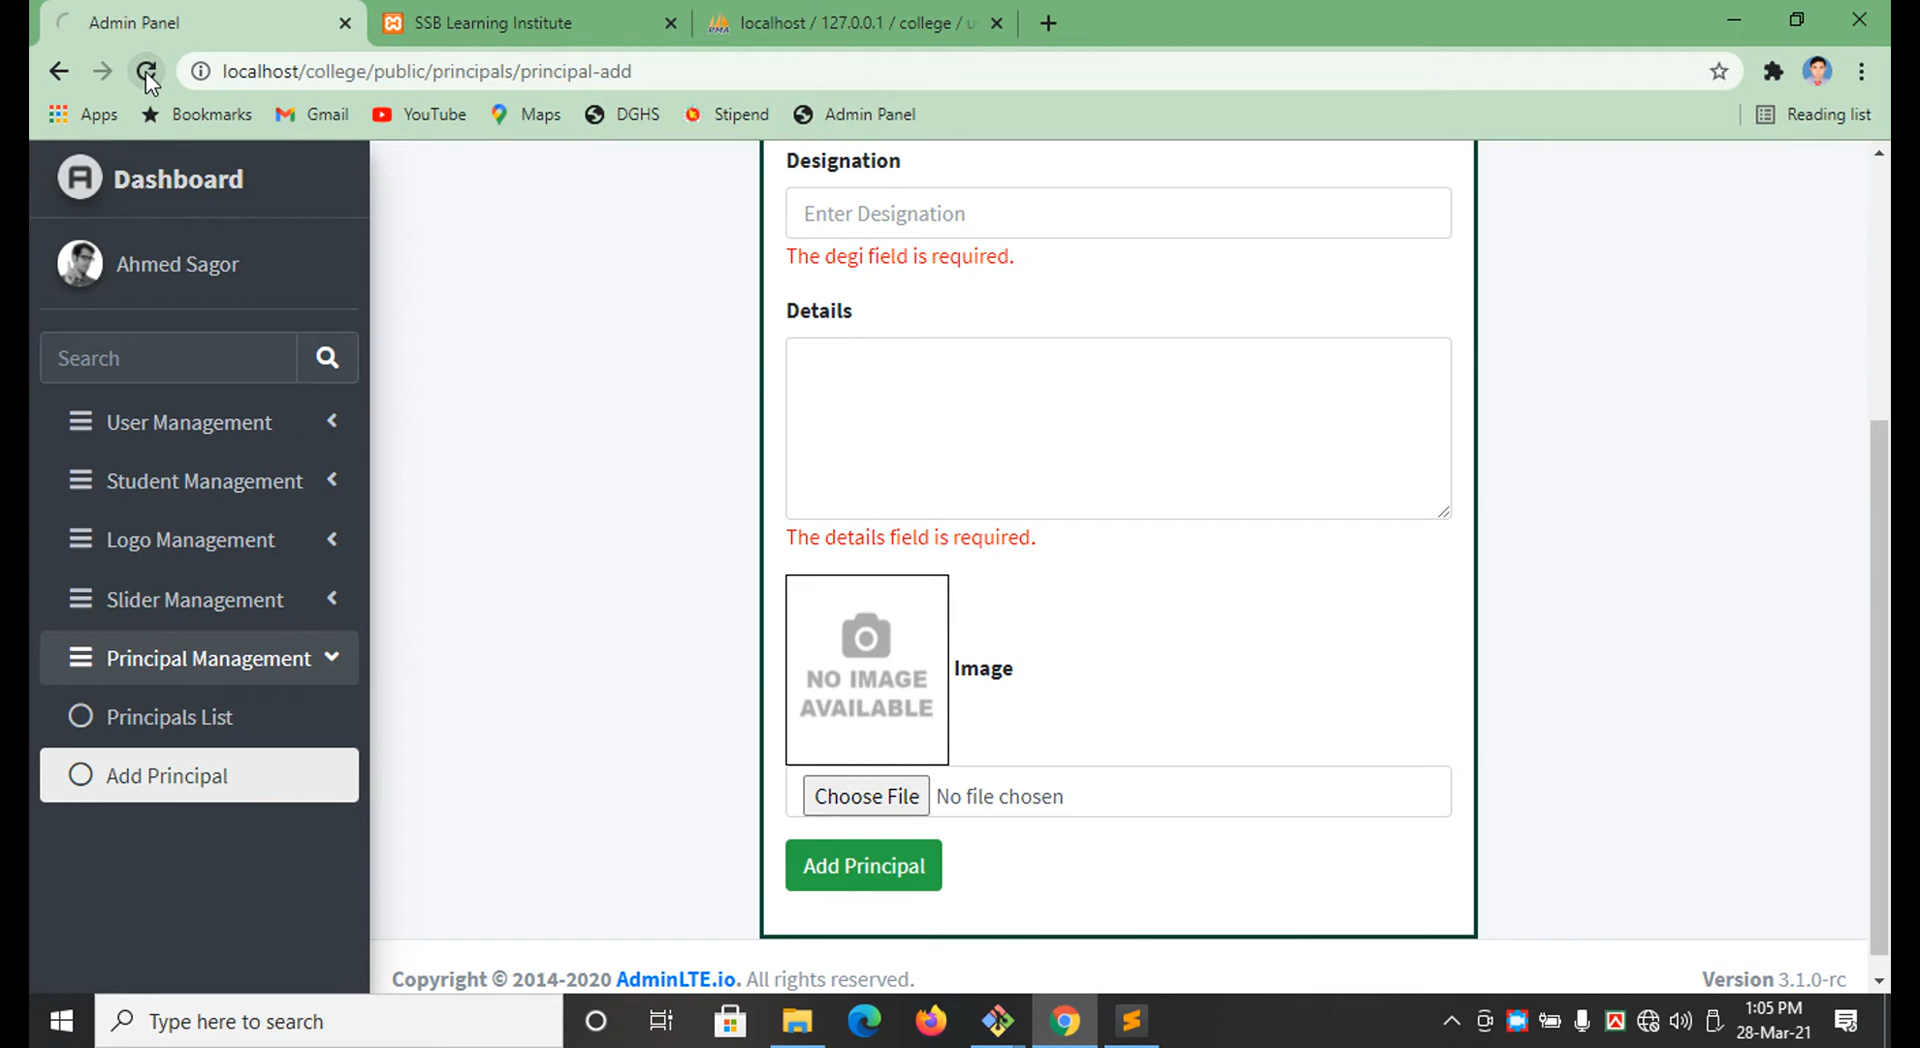 Admin Panel
SSB Learning Institute
localhost / 127.0.0.1 / college / u
localhost/college/public/principals/principal-add
Apps
Bookmarks
Gmail
YouTube
Maps
DGHS
Stipend
Admin Panel
Reading list
Dashboard
Ahmed Sagor
Search
User Management
Student Management
Logo Management
Slider Management
Principal Management
Principals List
Add Principal
Designation
Enter Designation
The degi field is required.
Details
The details field is required.
NO IMAGE
AVAILABLE
Image
Choose File No file chosen
Add Principal
Copyright © 2014-2020 AdminLTE.io. All rights reserved.
Version 3.1.0-rc
Type here to search
1:05 PM
28-Mar-21